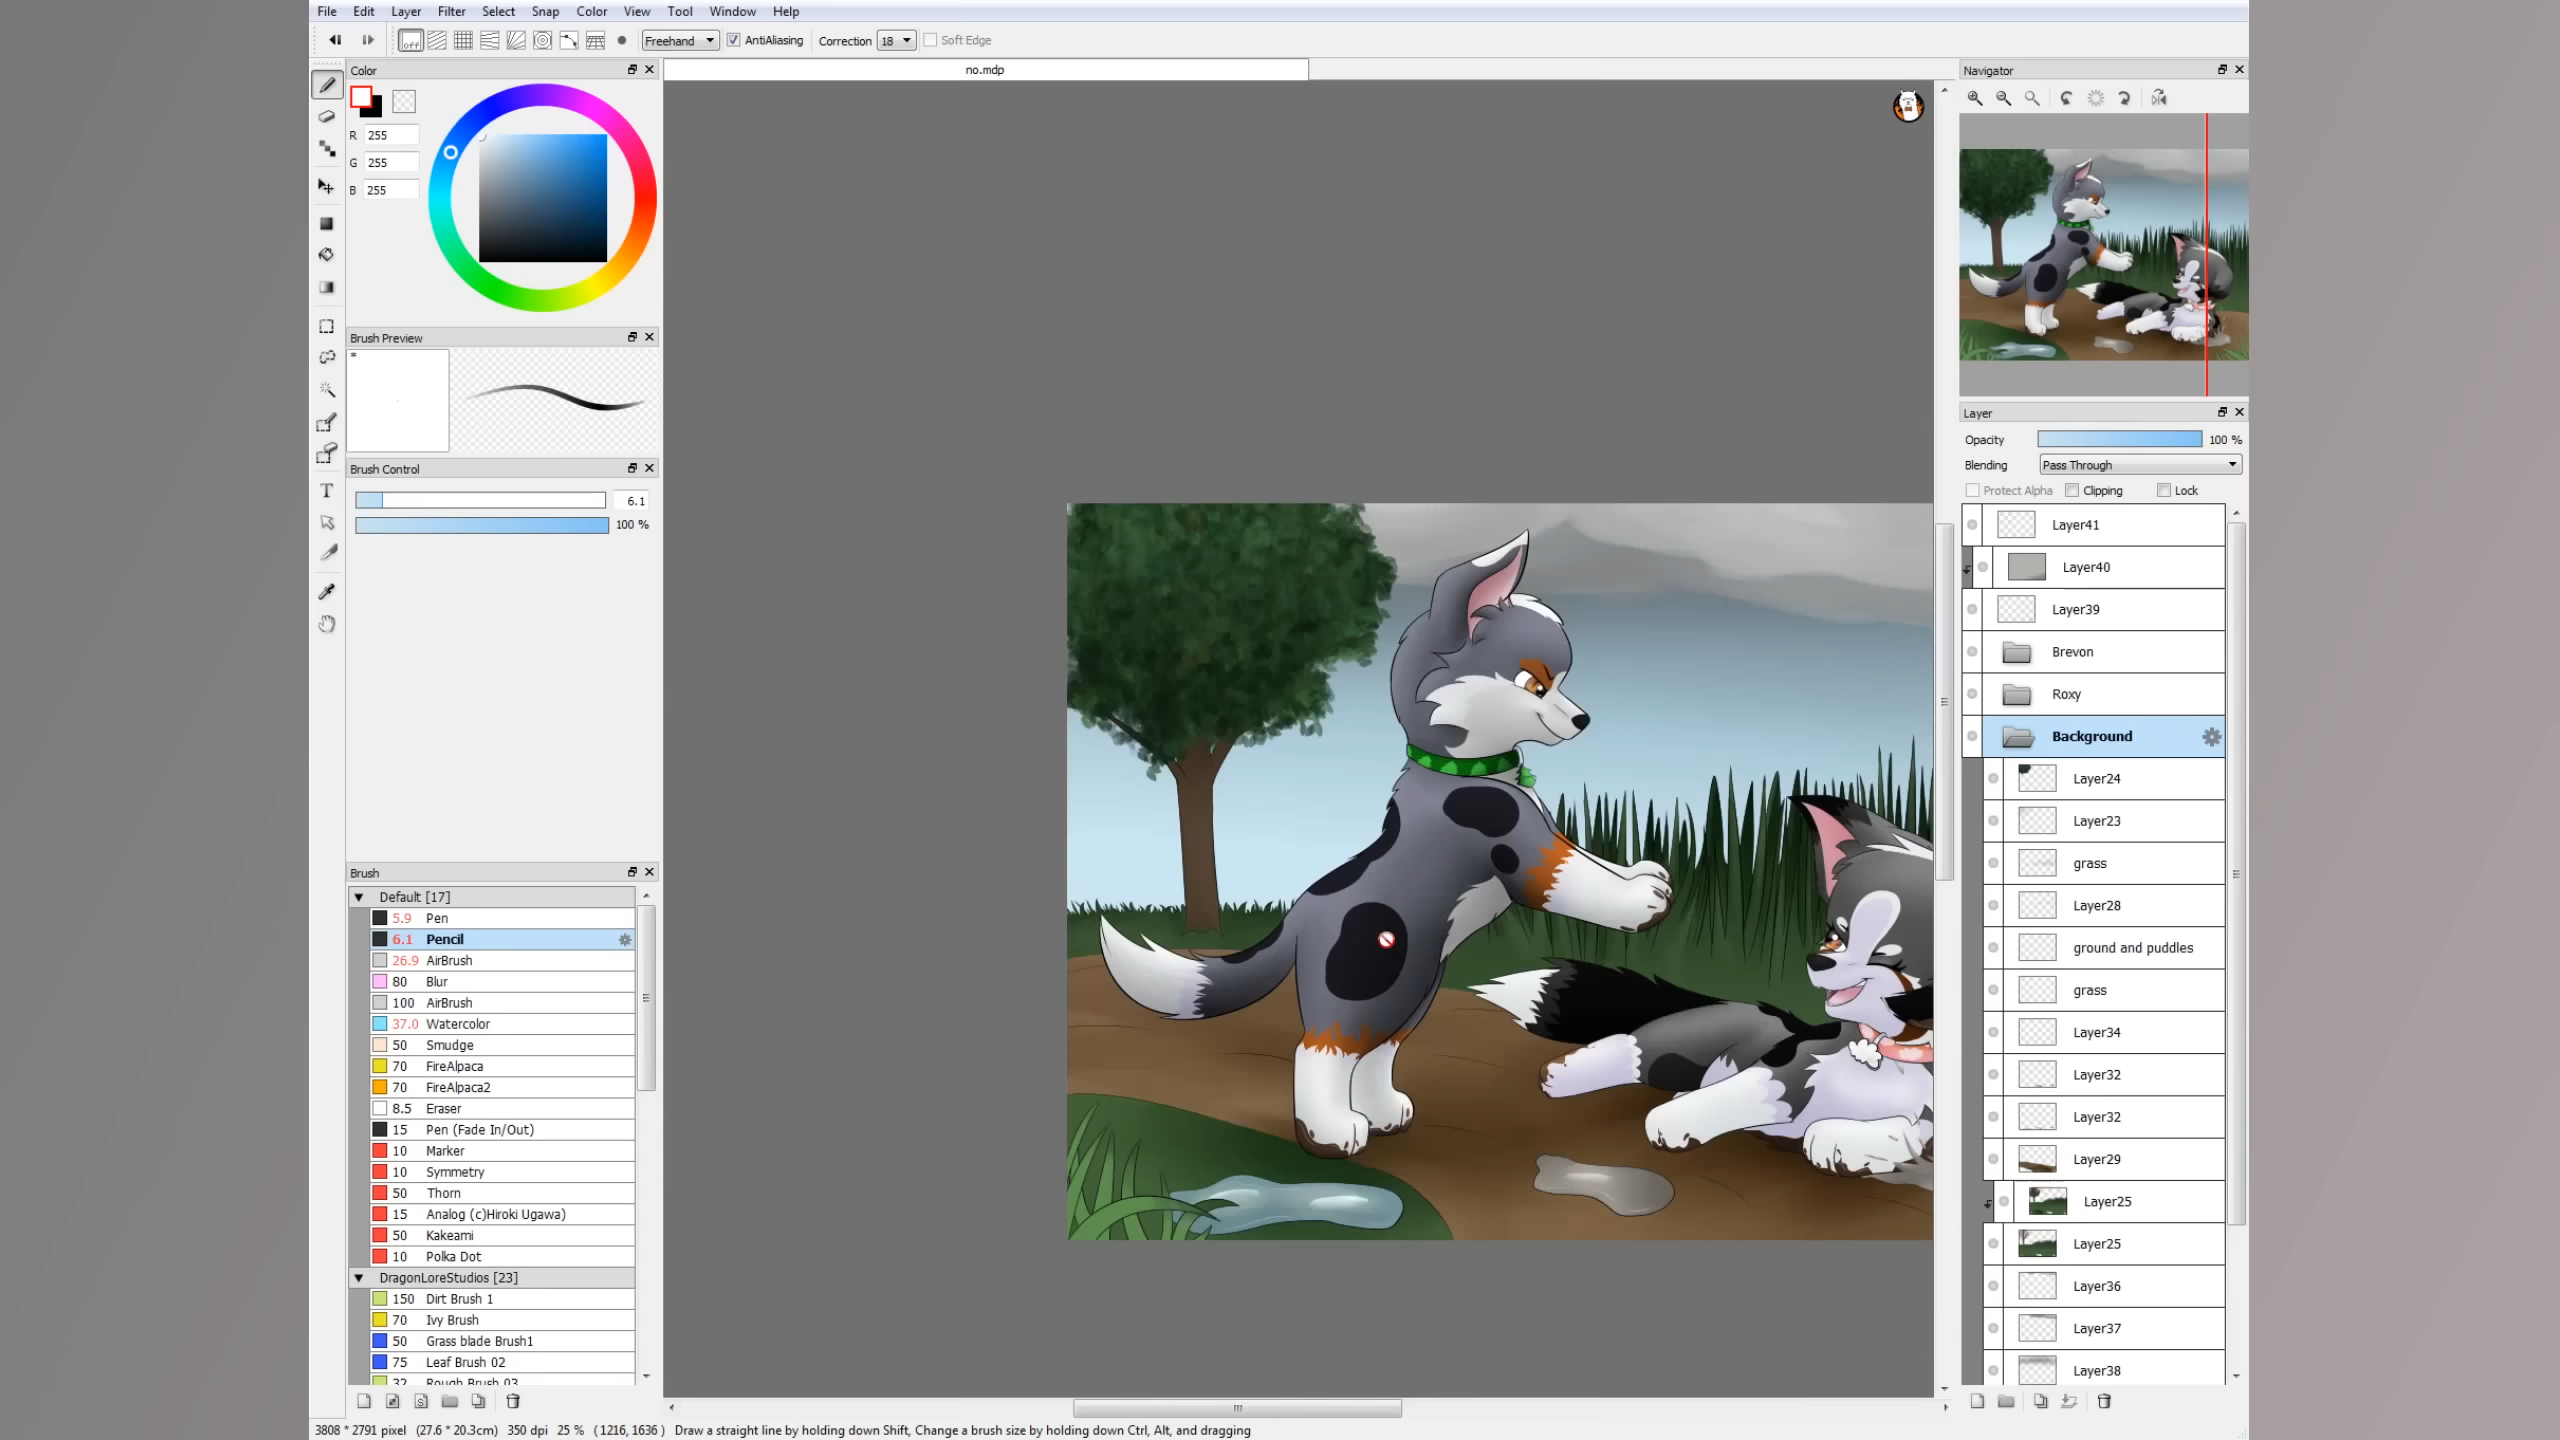 File Edit Layer Filter Select Snap Color View Tool Window Help
off Freehand AntiAliasing Correction 18 Soft Edge
Color
no.mdp
Navigator
R 255
G 255
B 255
Brush Preview
*
Brush Control
6.1
100 %
Layer
Opacity 100 %
Blending Pass Through
Protect Alpha Clipping Lock
Layer41
Layer40
Layer39
Brevon
Roxy
Background
Layer24
Layer23
grass
Layer28
ground and puddles
grass
Layer34
Layer32
Layer32
Layer29
Layer25
Layer25
Layer36
Layer37
Layer38
Brush
Default [17]
5.9 Pen
6.1 Pencil
26.9 AirBrush
80 Blur
100 AirBrush
37.0 Watercolor
50 Smudge
70 FireAlpaca
70 FireAlpaca2
8.5 Eraser
15 Pen (Fade In/Out)
10 Marker
10 Symmetry
50 Thorn
15 Analog (c)Hiroki Ugawa)
50 Kakeami
10 Polka Dot
DragonLoreStudios [23]
150 Dirt Brush 1
70 Ivy Brush
50 Grass blade Brush1
75 Leaf Brush 02
32 Rough Brush 03
3808 * 2791 pixel (27.6 * 20.3cm) 350 dpi 25 % (1216, 1636) Draw a straight line by holding down Shift, Change a brush size by holding down Ctrl, Alt, and dragging